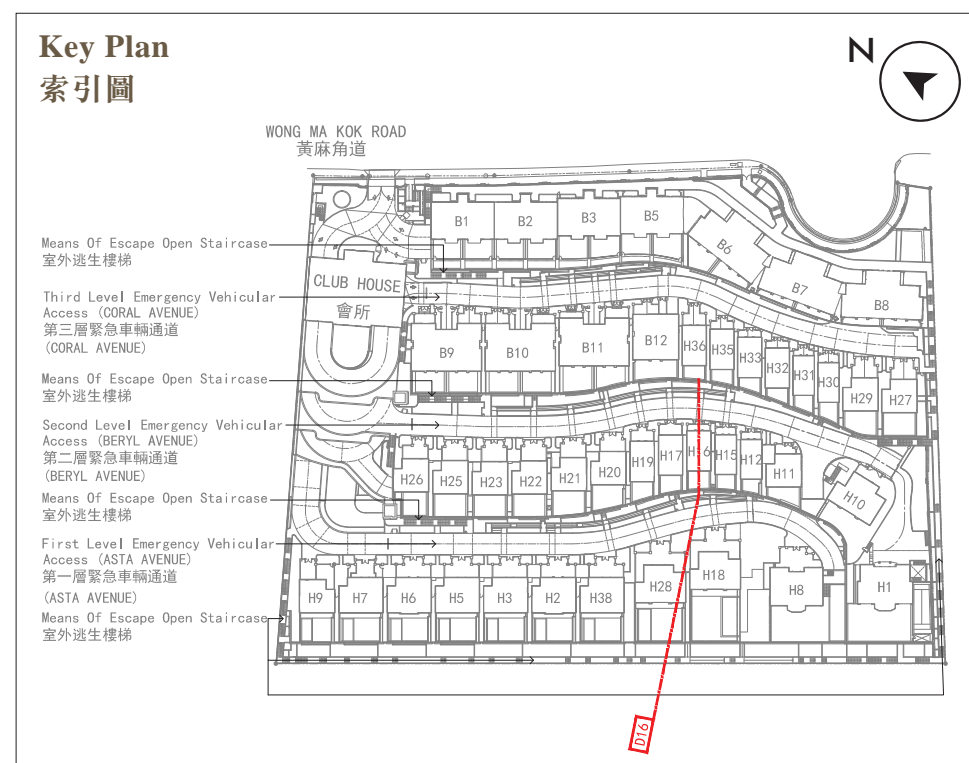 Key Plan
索引圖
N
WONG MA KOK ROAD
黃麻角道
Means Of Escape Open Staircase
室外逃生樓梯
Third Level Emergency Vehicular
Access (CORAL AVENUE)
第三層緊急車輛通道
(CORAL AVENUE)
Means Of Escape Open Staircase
室外逃生樓梯
Second Level Emergency Vehicular
Access (BERYL AVENUE)
第二層緊急車輛通道
(BERYL AVENUE)
Means Of Escape Open Staircase
室外逃生樓梯
First Level Emergency Vehicular
Access (ASTA AVENUE)
第一層緊急車輛通道
(ASTA AVENUE)
Means Of Escape Open Staircase
室外逃生樓梯
CLUB HOUSE
會所
B1 B2 B3 B5 B6 B7 B8
B9 B10 B11 B12 H36 H35 H33 H32 H31 H30 H29 H27
H26 H25 H23 H22 H21 H20 H19 H17 H16 H15 H12 H11 H10
H9 H7 H6 H5 H3 H2 H38 H28 H18 H8 H1
D16